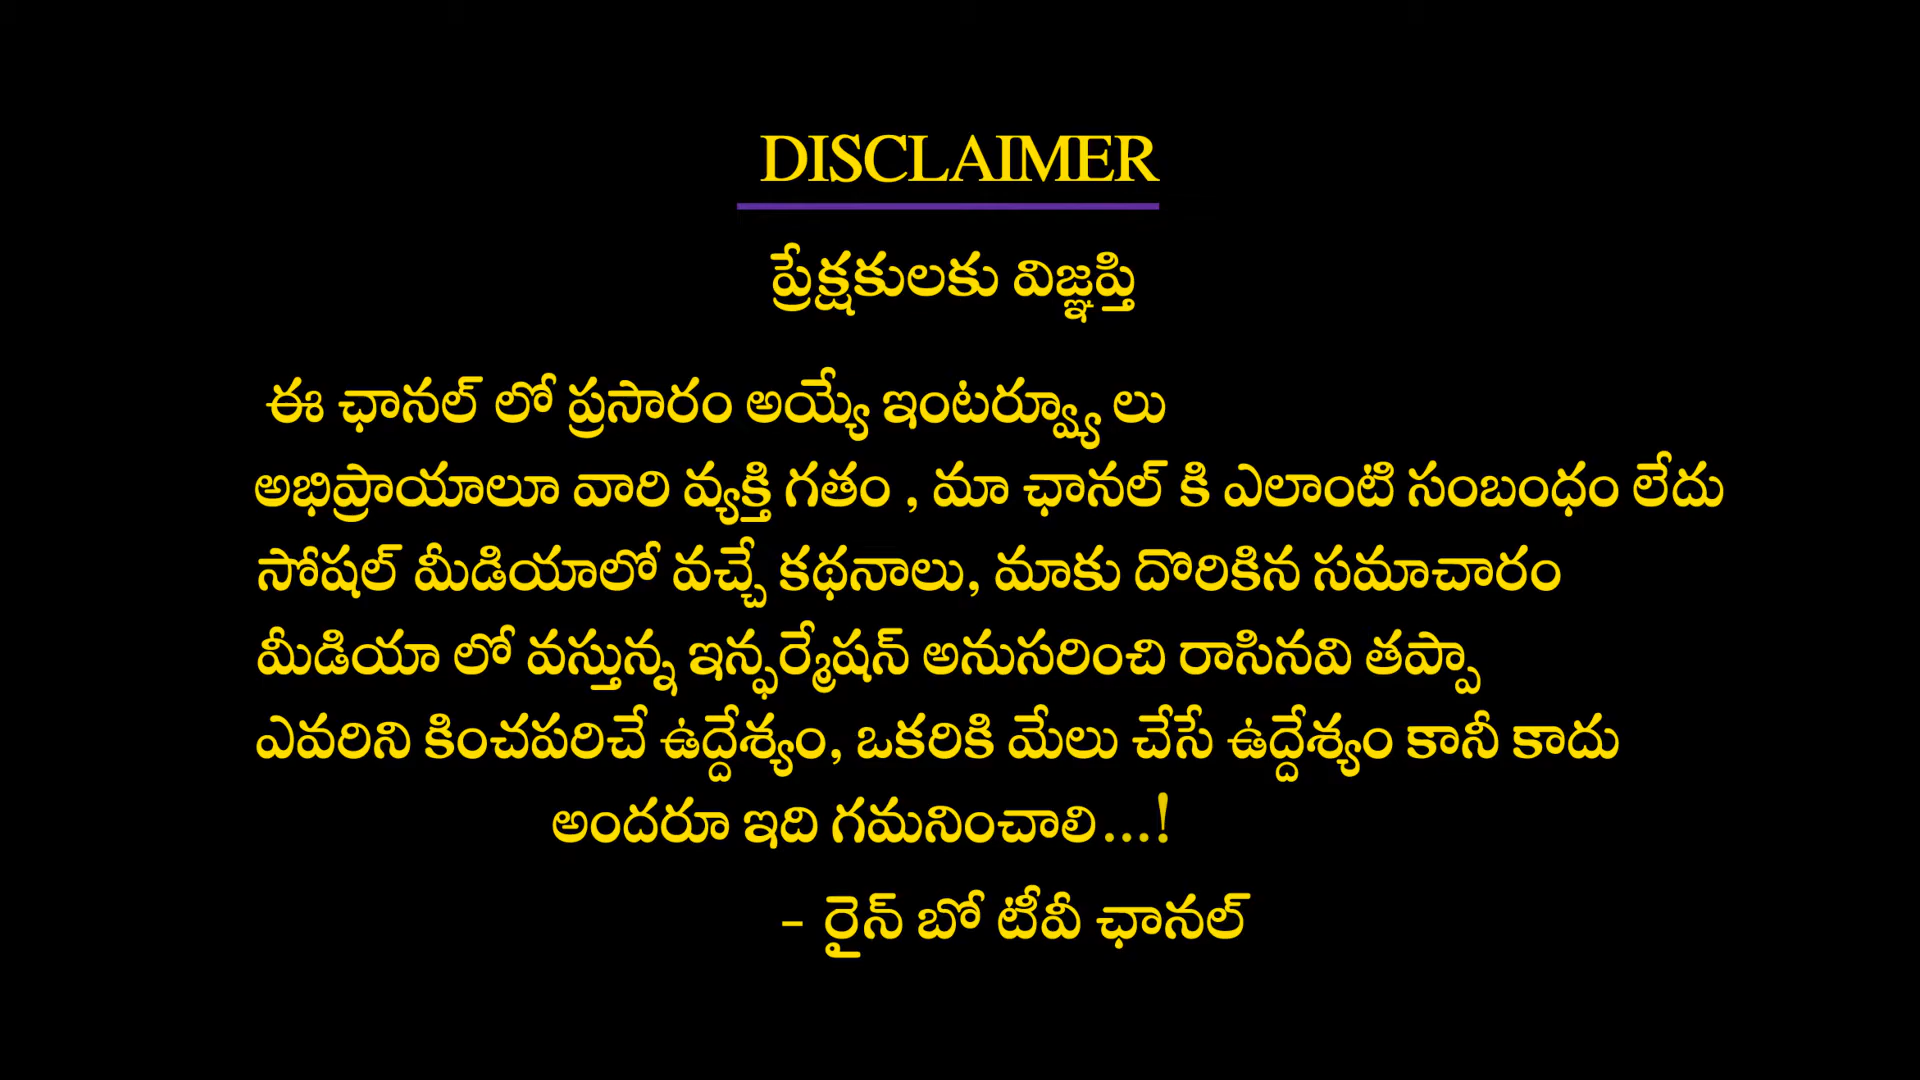 DISCLAIMER
ప్రేక్షకులకు విజ్ఞప్తి
ఈ ఛానల్ లో ప్రసారం అయ్యే ఇంటర్వ్యూ లు
అభిప్రాయాలూ వారి వ్యక్తి గతం , మా ఛానల్ కి ఎలాంటి సంబంధం లేదు
సోషల్ మీడియాలో వచ్చే కథనాలు, మాకు దొరికిన సమాచారం
మీడియా లో వస్తున్న ఇన్ఫర్మేషన్ అనుసరించి రాసినవి తప్పా
ఎవరిని కించపరిచే ఉద్దేశ్యం, ఒకరికి మేలు చేసే ఉద్దేశ్యం కానీ కాదు
అందరూ ఇది గమనించాలి...!
- రైన్ బో టీవీ ఛానల్